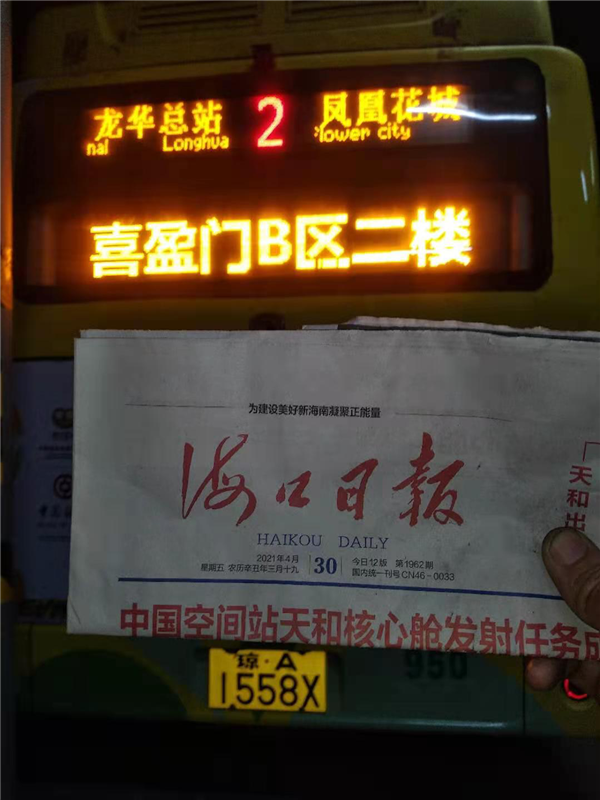 龙华总站 2 凤凰花城
nal Longhua lower city
喜盈门B区二楼
为建设美好新海南凝聚正能量
海口日报
HAIKOU DAILY
2021年4月 30 今日12版 第1962期
星期五 农历辛丑年三月十九 国内统一刊号CN46-0033
「天和出
中国空间站天和核心舱发射任务成
琼·A
1558X
950